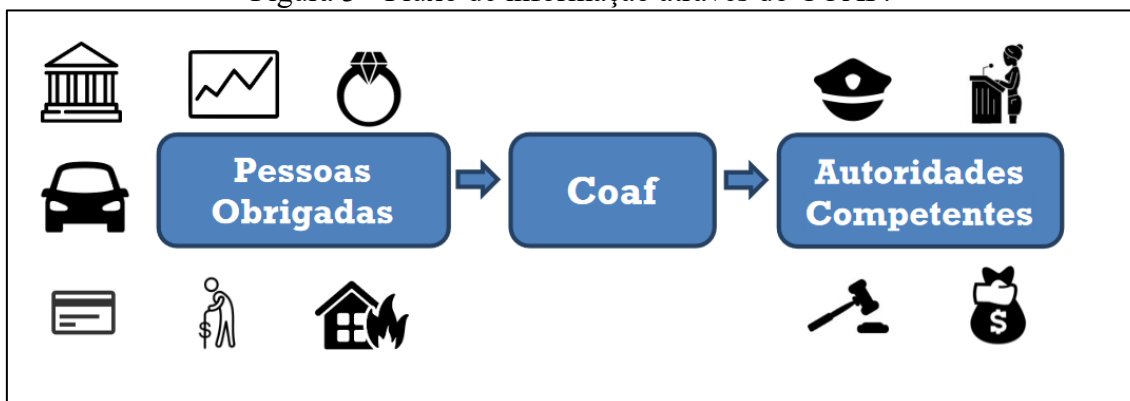 Pessoas
Obrigadas
Coaf
Autoridades
Competentes
$
$